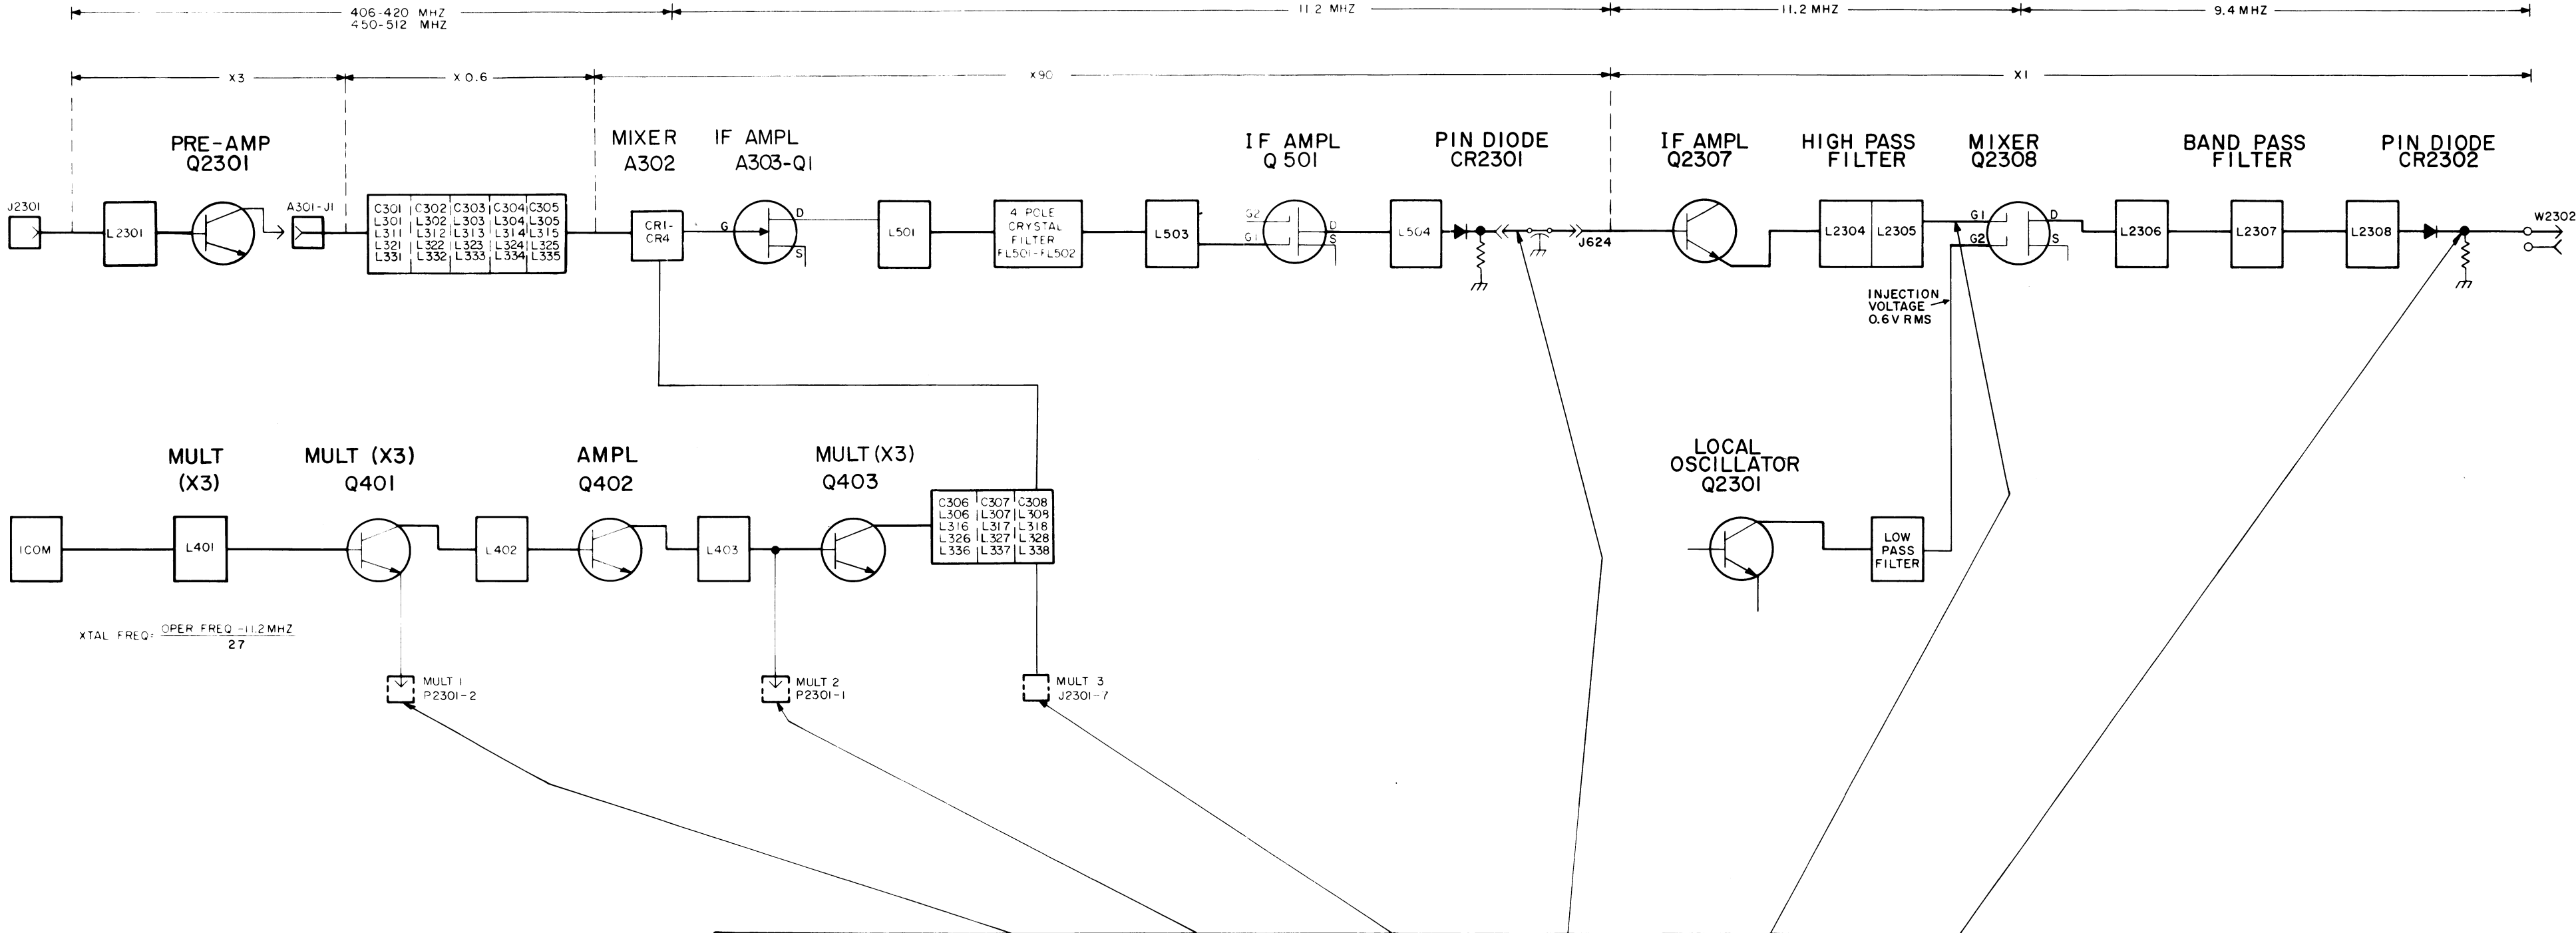 406-420 MHZ
450-512 MHZ
11.2 MHZ
11.2 MHZ
9.4 MHZ
X3
X 0.6
X90
X1
PRE-AMP
Q2301
MIXER
A302
IF AMPL
A303-Q1
IF AMPL
Q 501
PIN DIODE
CR2301
IF AMPL
Q2307
HIGH PASS
FILTER
MIXER
Q2308
BAND PASS
FILTER
PIN DIODE
CR2302
J2301
L2301
A301-J1
C301 C302 C303 C304 C305
L301 L302 L303 L304 L305
L311 L312 L313 L314 L315
L321 L322 L323 L324 L325
L331 L332 L333 L334 L335
CR1-
CR4
G
D
S
L501
4 POLE
CRYSTAL
FILTER
FL501-FL502
L503
G2
G1
D
S
L504
J624
L2304
L2305
G1
G2
D
S
L2306
L2307
L2308
W2302
INJECTION
VOLTAGE
0.6V RMS
MULT
(X3)
MULT (X3)
Q401
AMPL
Q402
MULT (X3)
Q403
LOCAL
OSCILLATOR
Q2301
ICOM
L401
L402
L403
C306 C307 C308
L306 L307 L308
L316 L317 L318
L326 L327 L328
L336 L337 L338
LOW
PASS
FILTER
XTAL FREQ= OPER FREQ -11.2MHZ
27
MULT 1
P2301-2
MULT 2
P2301-1
MULT 3
J2301-7